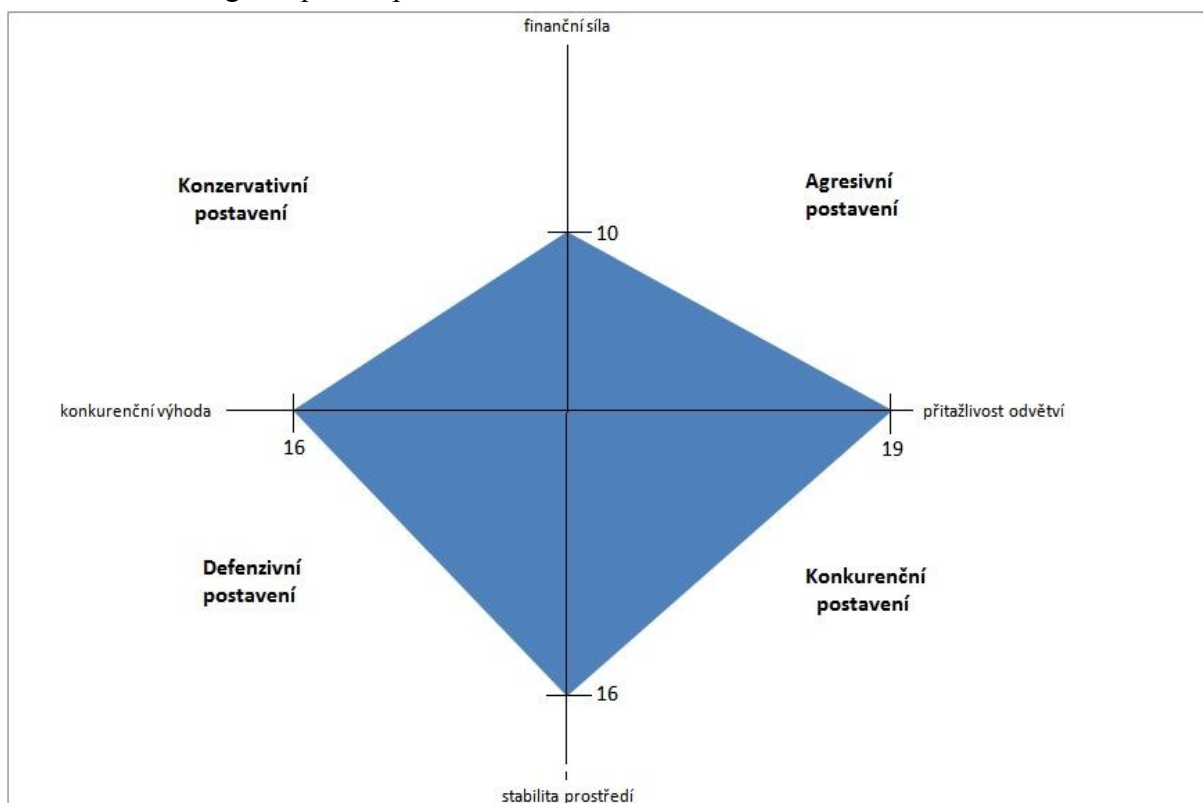 finanční síla
Konzervativní
postavení
Agresivní
postavení
10
konkurenční výhoda
přitažlivost odvětví
16
19
Defenzivní
postavení
Konkurenční
postavení
16
stabilita prostředí